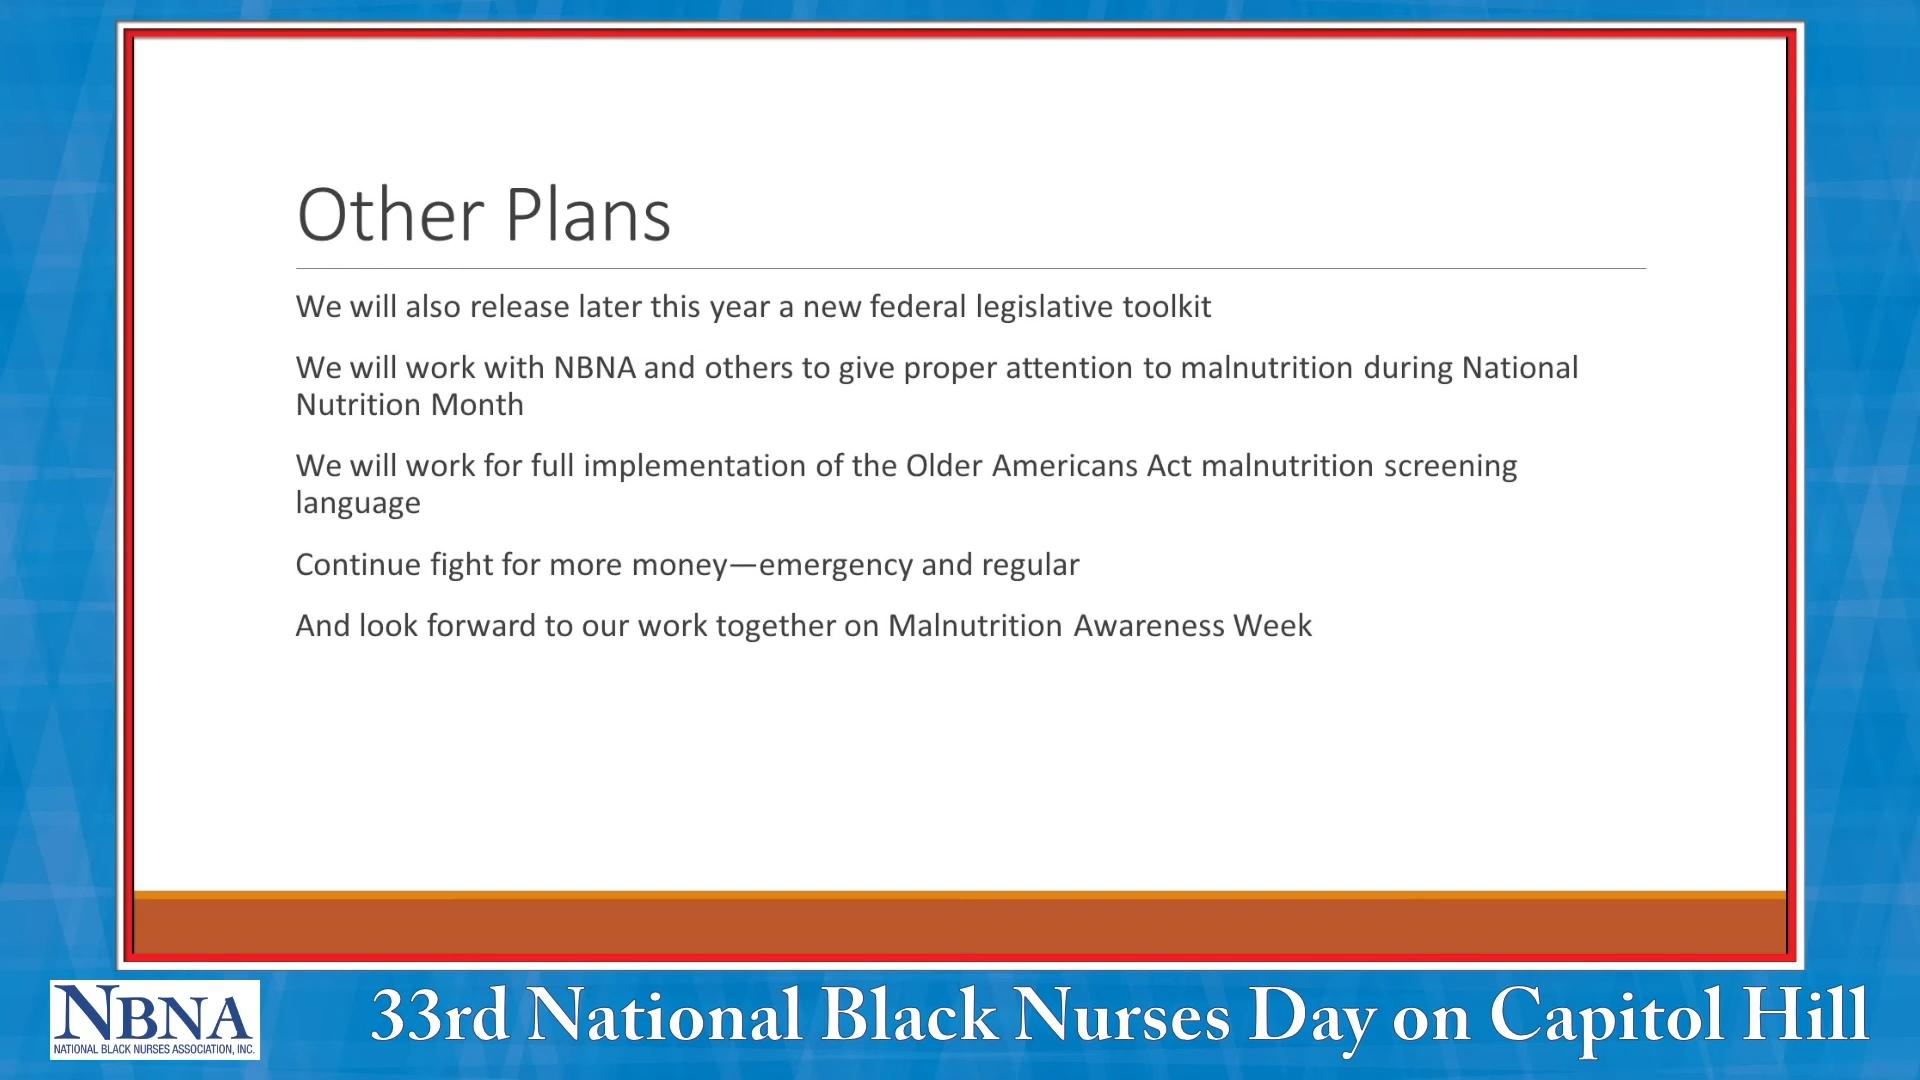 Other Plans
We will also release later this year a new federal legislative toolkit
We will work with NBNA and others to give proper attention to malnutrition during National
Nutrition Month
We will work for full implementation of the Older Americans Act malnutrition screening
language
Continue fight for more money—emergency and regular
And look forward to our work together on Malnutrition Awareness Week
NBNA
NATIONAL BLACK NURSES ASSOCIATION, INC.
33rd National Black Nurses Day on Capitol Hill